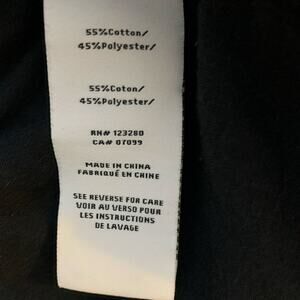 55%Cotton/
45%Polyester/
55%Coton/
45%Polyester/
RN# 123280
CA# 07099
MADE IN CHINA
FABRIQUÉ EN CHINE
SEE REVERSE FOR CARE
VOIR AU VERSO POUR
LES INSTRUCTIONS
DE LAVAGE